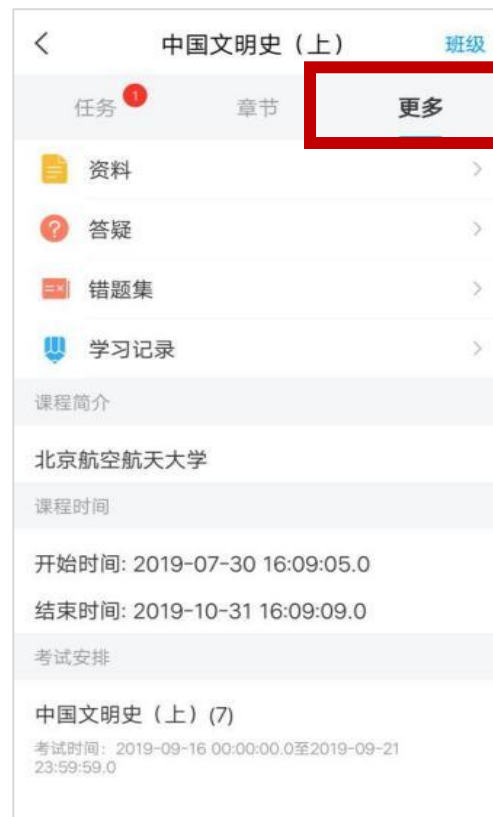 中国文明史（上） 班级
任务 1 章节 更多
资料
答疑
错题集
学习记录
课程简介
北京航空航天大学
课程时间
开始时间: 2019-07-30 16:09:05.0
结束时间: 2019-10-31 16:09:09.0
考试安排
中国文明史（上）(7)
考试时间：2019-09-16 00:00:00.0至2019-09-21
23:59:59.0